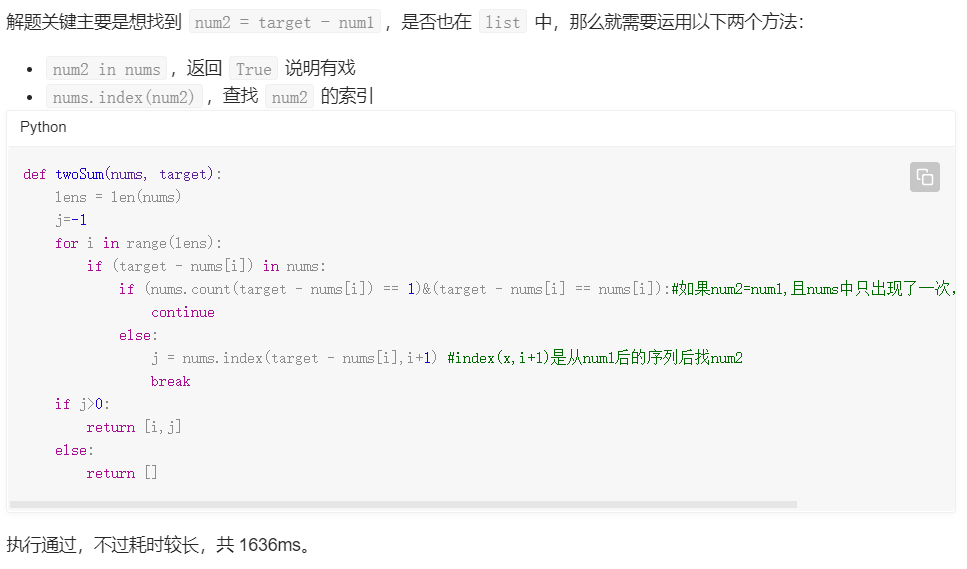 解题关键主要是想找到 num2 = target - num1 ，是否也在 list 中，那么就需要运用以下两个方法：
• num2 in nums ，返回 True 说明有戏
• nums.index(num2) ，查找 num2 的索引
Python
def twoSum(nums, target):
    lens = len(nums)
    j=-1
    for i in range(lens):
        if (target - nums[i]) in nums:
            if (nums.count(target - nums[i]) == 1)&(target - nums[i] == nums[i]):#如果num2=num1,且nums中只出现了一次,
                continue
            else:
                j = nums.index(target - nums[i],i+1) #index(x,i+1)是从num1后的序列后找num2
                break
    if j>0:
        return [i,j]
    else:
        return []
执行通过，不过耗时较长，共 1636ms。